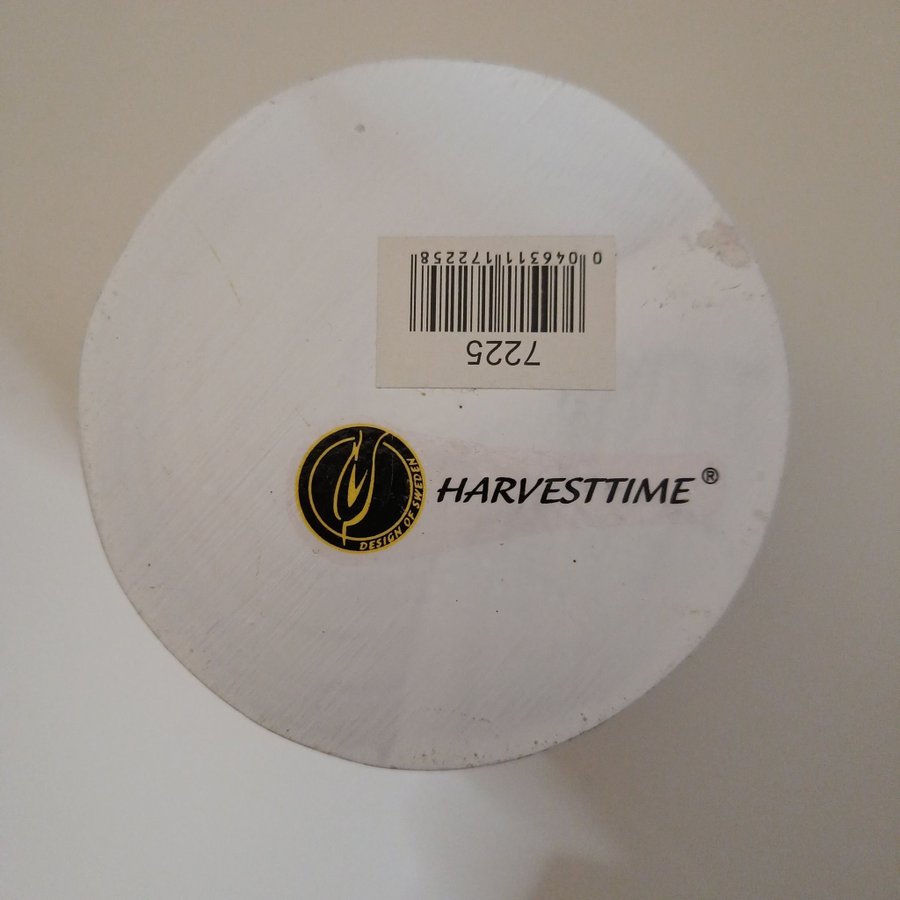 7225
0 046311 172258
DESIGN OF SWEDEN
HARVESTTIME®